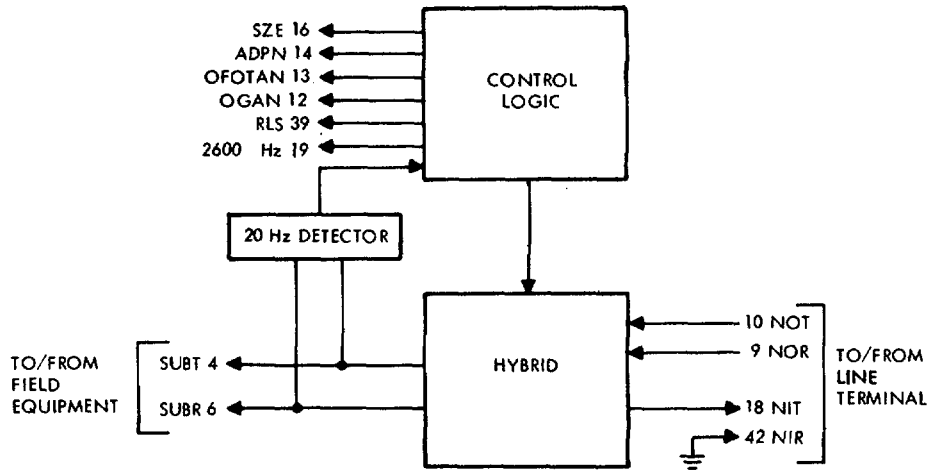 SZE 16
ADPN 14
OFOTAN 13
OGAN 12
RLS 39
2600 Hz 19
CONTROL
LOGIC
20 Hz DETECTOR
TO/FROM
FIELD
EQUIPMENT
SUBT 4
SUBR 6
HYBRID
10 NOT
9 NOR
18 NIT
42 NIR
TO/FROM
LINE
TERMINAL